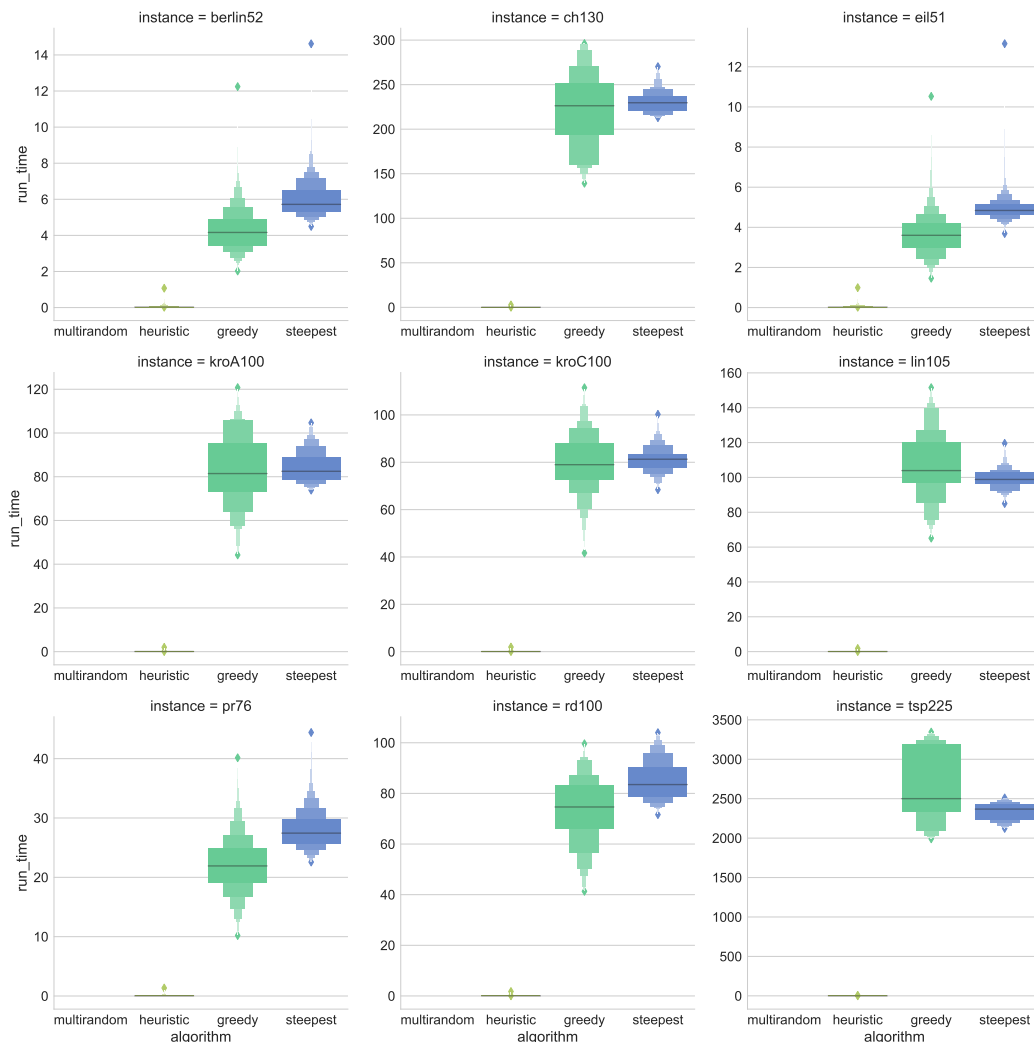 instance = berlin52
run_time
14
12
10
8
6
4
2
0
multirandom heuristic greedy steepest
instance = ch130
300
250
200
150
100
50
0
multirandom heuristic greedy steepest
instance = eil51
12
10
8
6
4
2
0
multirandom heuristic greedy steepest
instance = kroA100
run_time
120
100
80
60
40
20
0
multirandom heuristic greedy steepest
instance = kroC100
100
80
60
40
20
0
multirandom heuristic greedy steepest
instance = lin105
160
140
120
100
80
60
40
20
0
multirandom heuristic greedy steepest
instance = pr76
run_time
40
30
20
10
0
multirandom heuristic greedy steepest
algorithm
instance = rd100
100
80
60
40
20
0
multirandom heuristic greedy steepest
algorithm
instance = tsp225
3500
3000
2500
2000
1500
1000
500
0
multirandom heuristic greedy steepest
algorithm